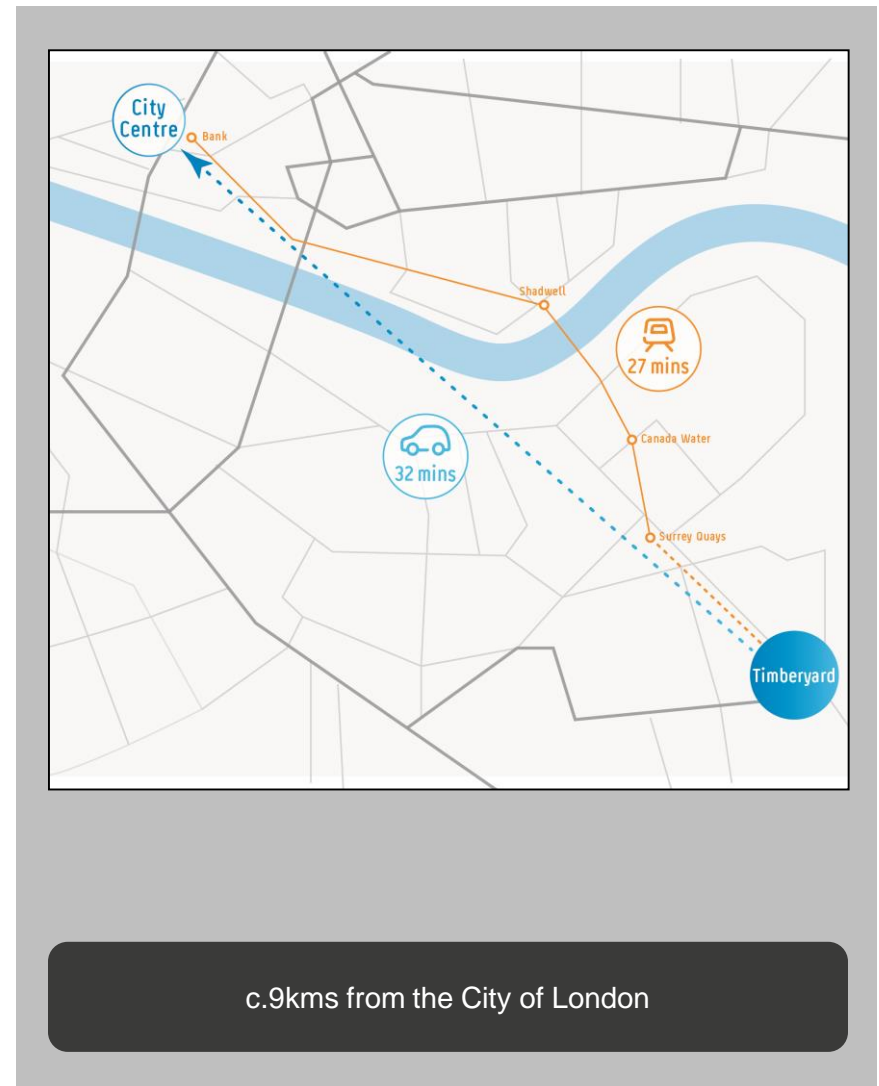 City
Centre
Bank
Shadwell
27 mins
Canada Water
32 mins
Surrey Quays
Timberyard
c.9kms from the City of London